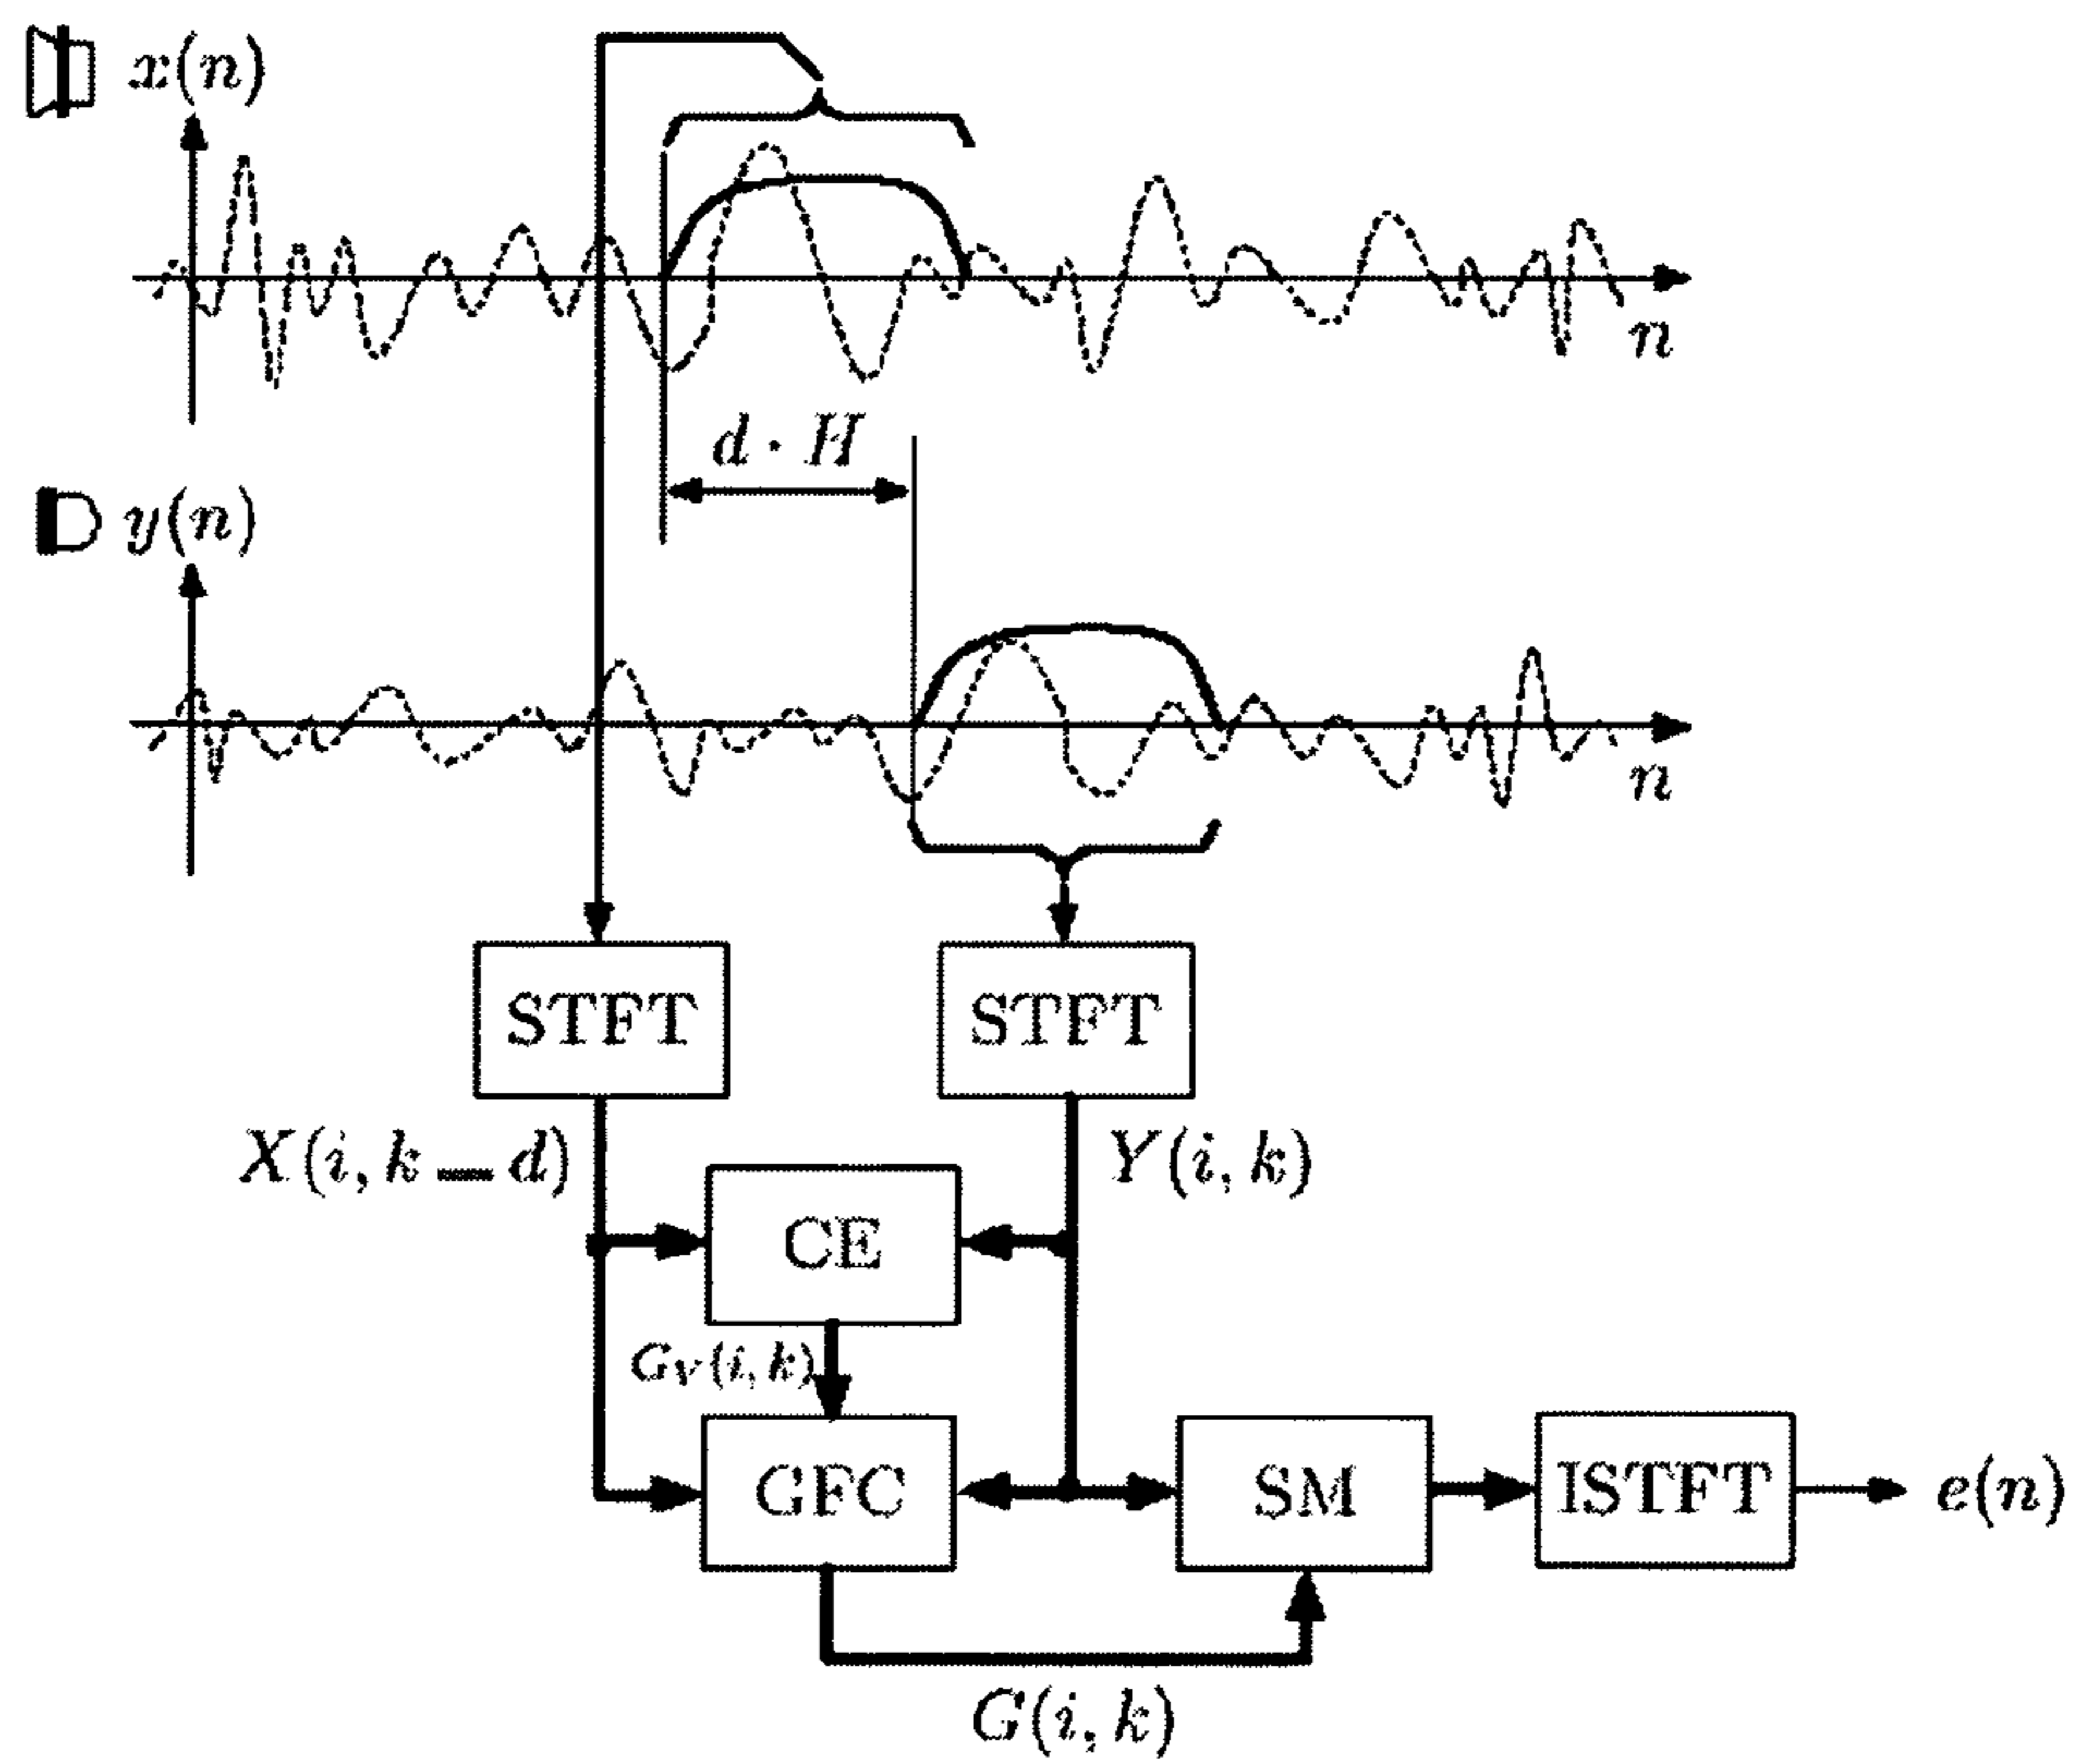 x(n)
n
d · H
y(n)
n
STFT STFT
X(i, k − d) Y(i, k)
CE
G_V(i, k)
GFC SM ISTFT e(n)
G(i, k)